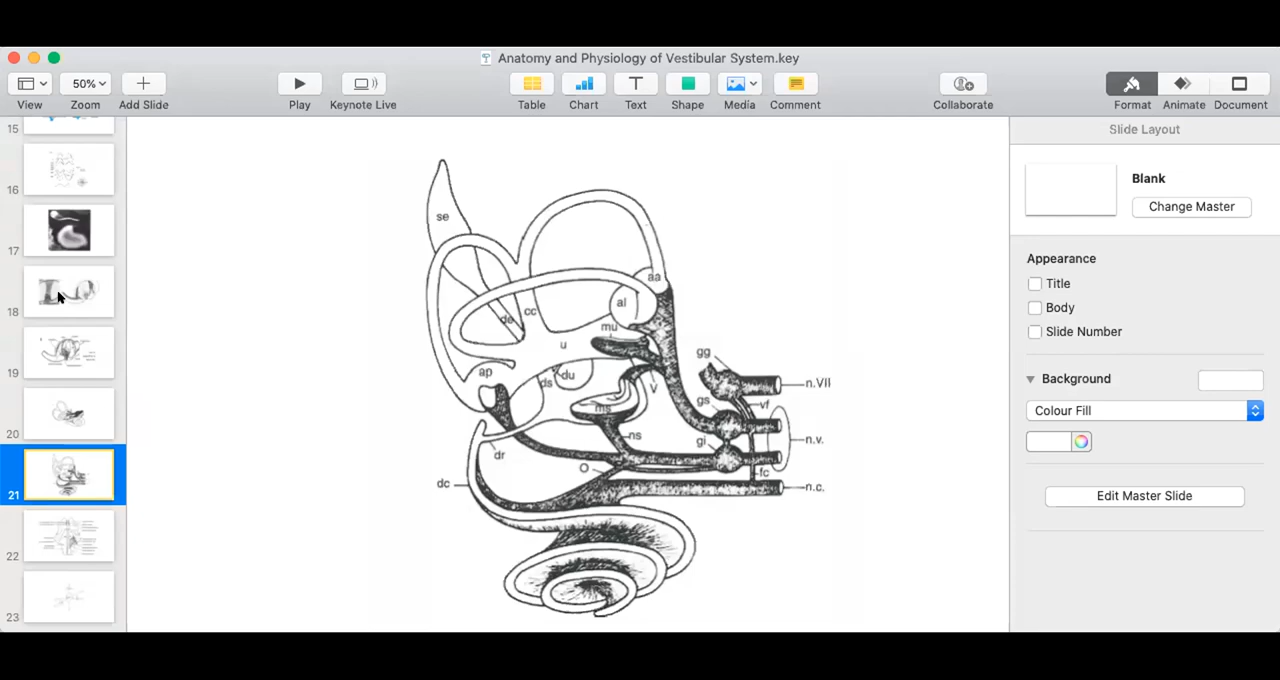 Anatomy and Physiology of Vestibular System.key
50%
View
Zoom
Add Slide
Play
Keynote Live
Table
Chart
Text
Shape
Media
Comment
Collaborate
Format
Animate
Document
15
16
17
18
19
20
21
22
23
se
aa
al
cc
de
mu
u
ap
ds
du
V
gg
n.VII
ms
gs
vf
ns
gi
n.v.
dr
O
fc
dc
n.c.
Slide Layout
Blank
Change Master
Appearance
Title
Body
Slide Number
Background
Colour Fill
Edit Master Slide